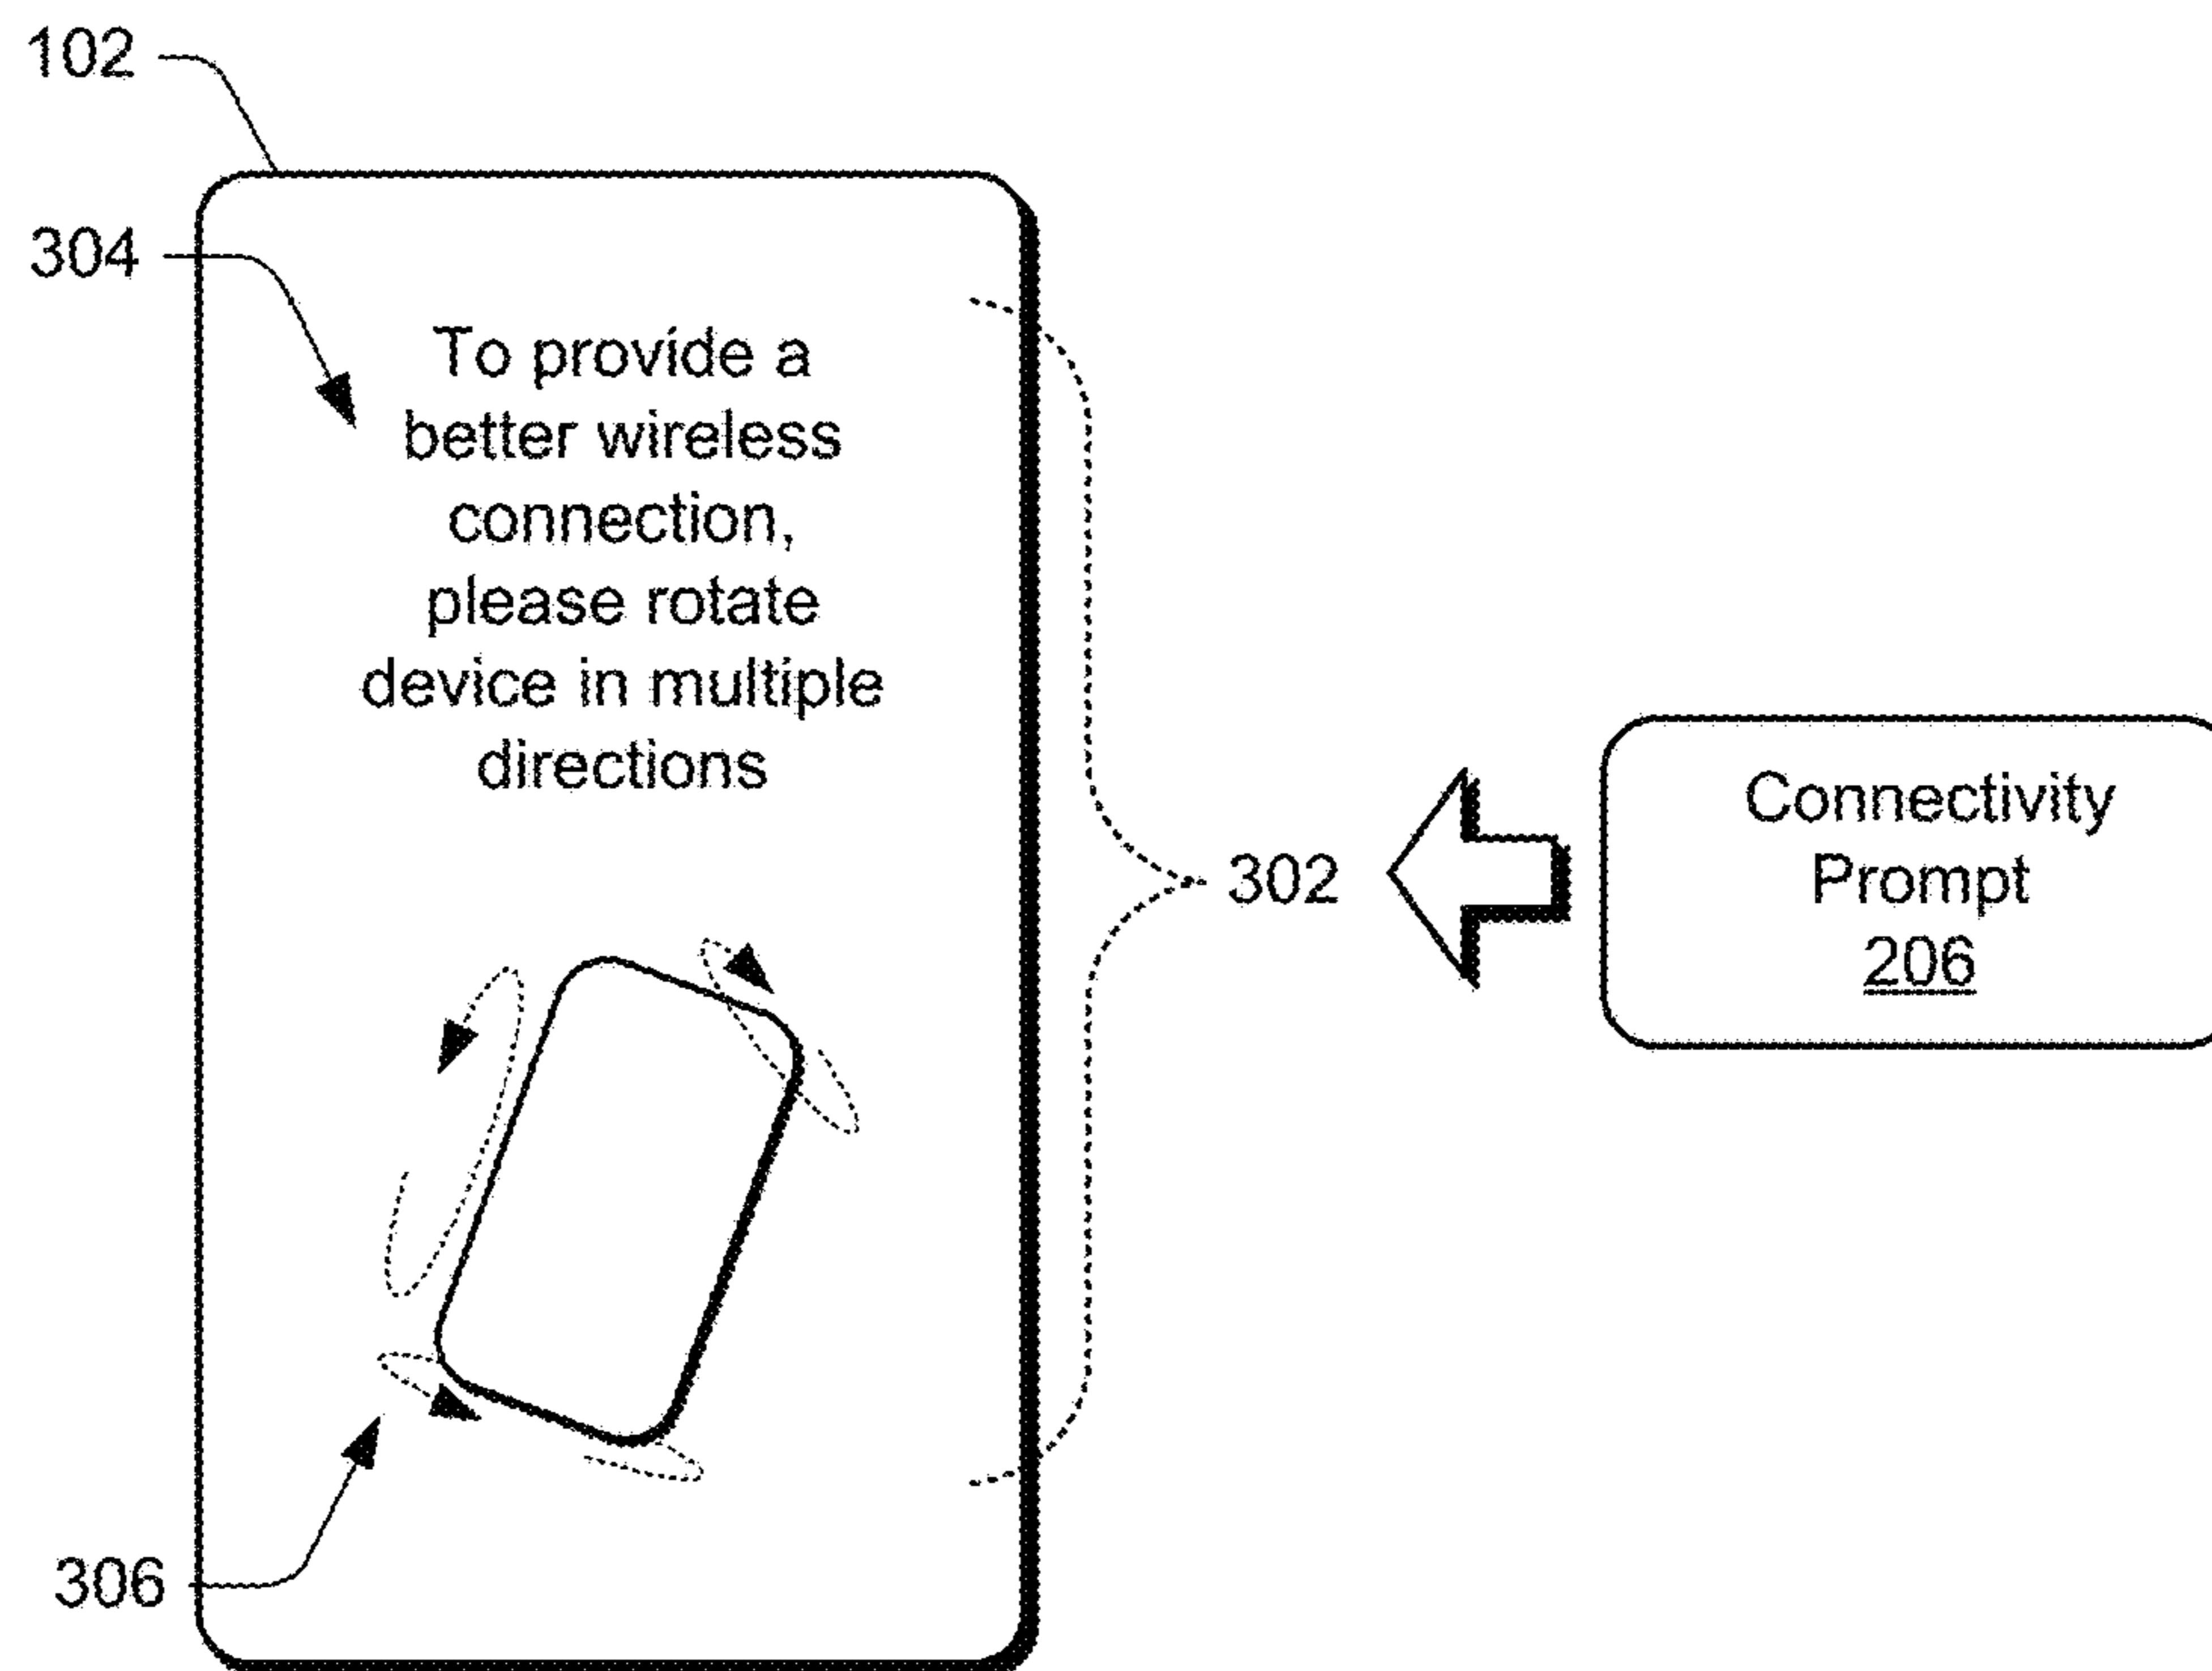 102
304
To provide a
better wireless
connection,
please rotate
device in multiple
directions
302
Connectivity
Prompt
206
306